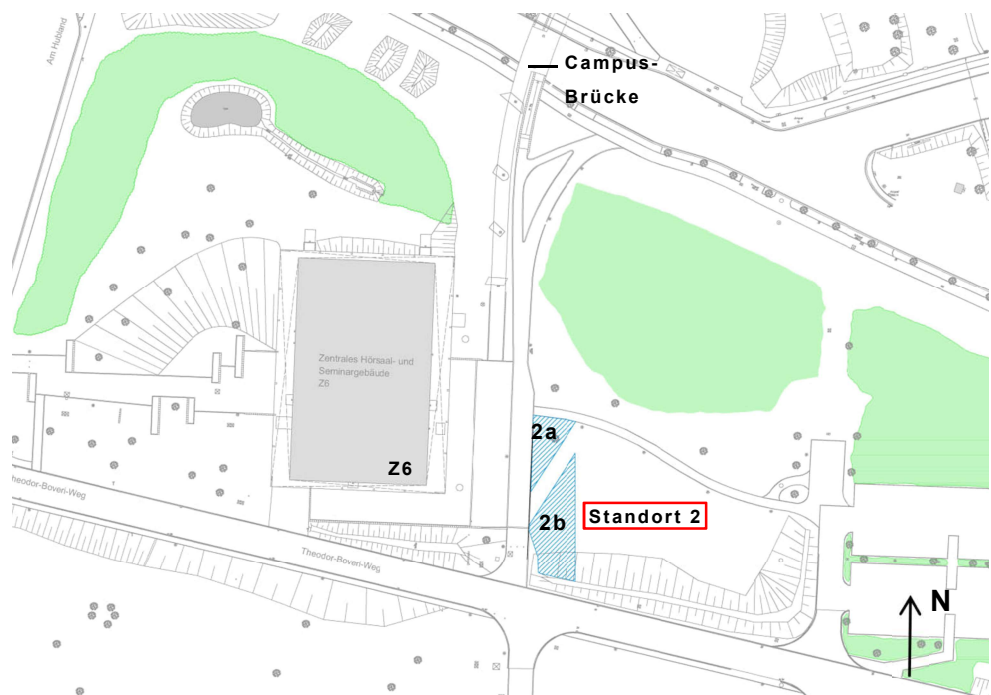 Am Hubland
Campus-
Brücke
Zentrales Hörsaal- und
Seminargebäude
Z6
Z6
2a
2b
Standort 2
Theodor-Boveri-Weg
Theodor-Boveri-Weg
N